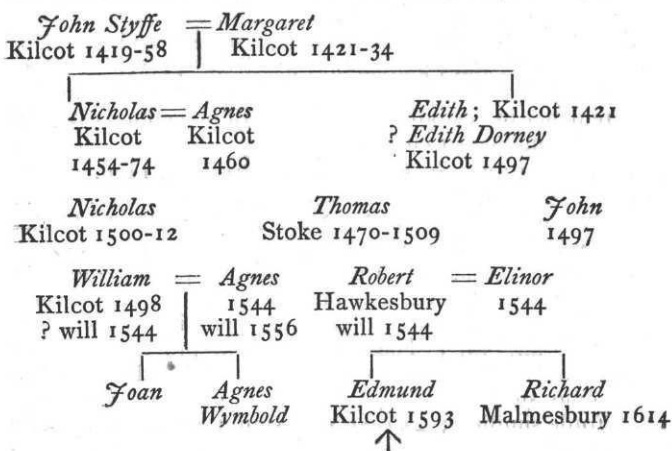 John Styffe = Margaret
Kilcot 1419-58 Kilcot 1421-34
Nicholas = Agnes Edith; Kilcot 1421
Kilcot Kilcot ? Edith Dorney
1454-74 1460 Kilcot 1497
Nicholas Thomas John
Kilcot 1500-12 Stoke 1470-1509 1497
William = Agnes Robert = Elinor
Kilcot 1498 1544 Hawkesbury 1544
? will 1544 will 1556 will 1544
Joan Agnes Edmund Richard
Wymbold Kilcot 1593 Malmesbury 1614